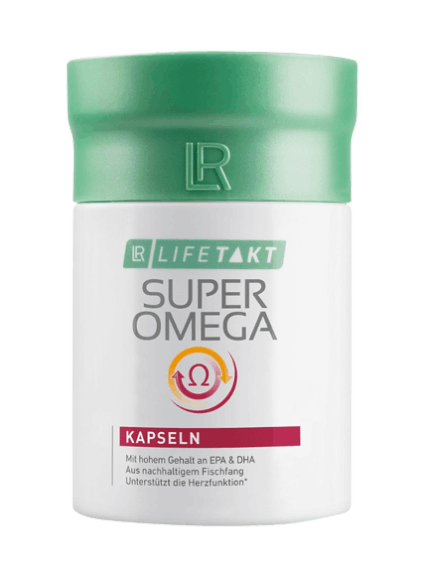 LR
LR LIFETAKT
SUPER
OMEGA
Ω
KAPSELN
Mit hohem Gehalt an EPA & DHA
Aus nachhaltigem Fischfang
Unterstützt die Herzfunktion*